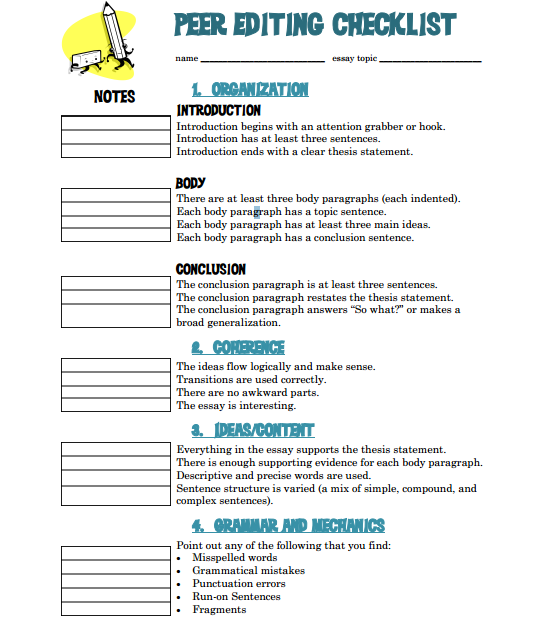 PEER EDITING CHECKLIST
name ____________________ essay topic ____________________
NOTES
1. ORGANIZATION
INTRODUCTION
Introduction begins with an attention grabber or hook.
Introduction has at least three sentences.
Introduction ends with a clear thesis statement.
BODY
There are at least three body paragraphs (each indented).
Each body paragraph has a topic sentence.
Each body paragraph has at least three main ideas.
Each body paragraph has a conclusion sentence.
CONCLUSION
The conclusion paragraph is at least three sentences.
The conclusion paragraph restates the thesis statement.
The conclusion paragraph answers “So what?” or makes a
broad generalization.
2. COHERENCE
The ideas flow logically and make sense.
Transitions are used correctly.
There are no awkward parts.
The essay is interesting.
3. IDEAS/CONTENT
Everything in the essay supports the thesis statement.
There is enough supporting evidence for each body paragraph.
Descriptive and precise words are used.
Sentence structure is varied (a mix of simple, compound, and
complex sentences).
4. GRAMMAR AND MECHANICS
Point out any of the following that you find:
• Misspelled words
• Grammatical mistakes
• Punctuation errors
• Run-on Sentences
• Fragments